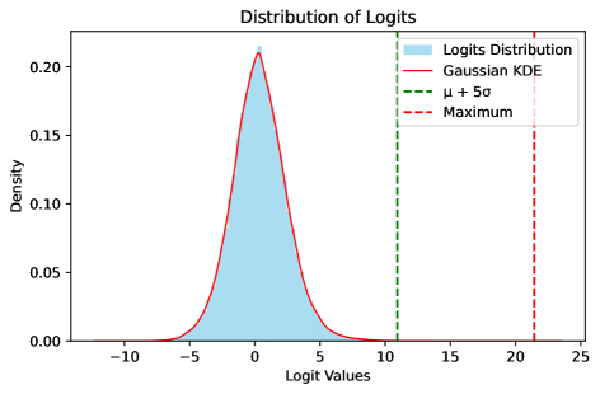 Distribution of Logits
Logits Distribution
Gaussian KDE
μ + 5σ
Maximum
Density
0.20
0.15
0.10
0.05
0.00
−10
−5
0
5
10
15
20
25
Logit Values